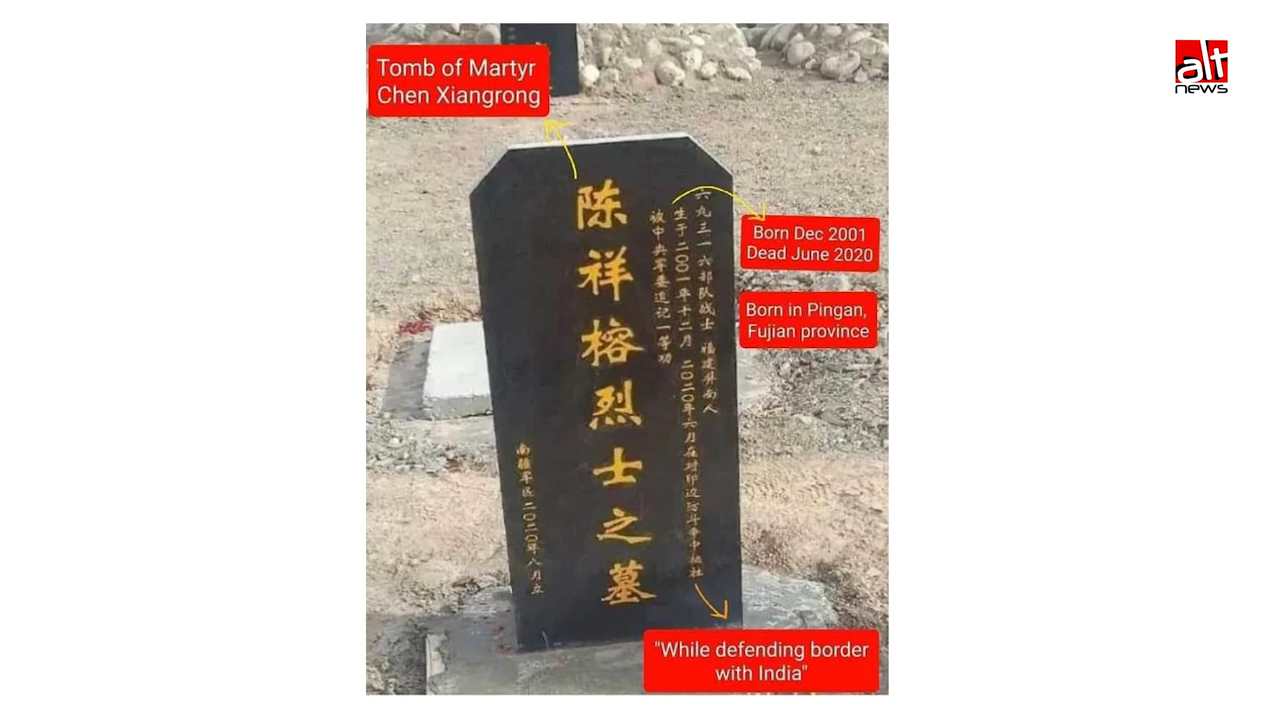 alt
news
Tomb of Martyr
Chen Xiangrong
六九三一六部队战士 福建屏南人
生于二〇〇一年十二月 二〇二〇年六月在对印边防斗争中牺牲
被中央军委追记一等功
陈祥榕烈士之墓
南疆军区二〇二〇年八月立
Born Dec 2001
Dead June 2020
Born in Pingan,
Fujian province
"While defending border
with India"